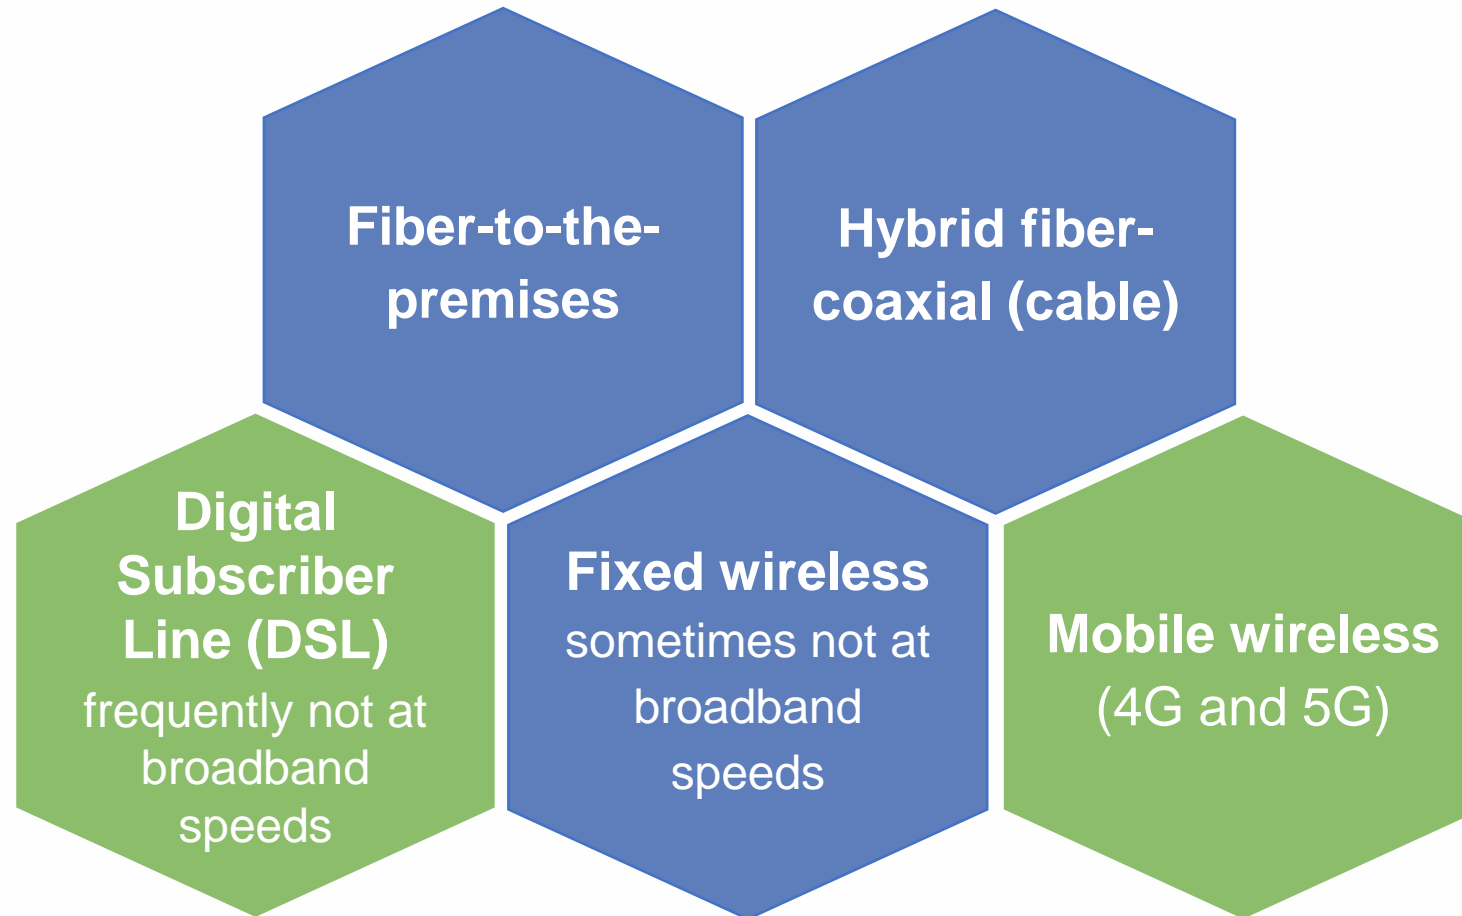 Fiber-to-the-
premises
Hybrid fiber-
coaxial (cable)
Digital
Subscriber
Line (DSL)
frequently not at
broadband
speeds
Fixed wireless
sometimes not at
broadband
speeds
Mobile wireless
(4G and 5G)